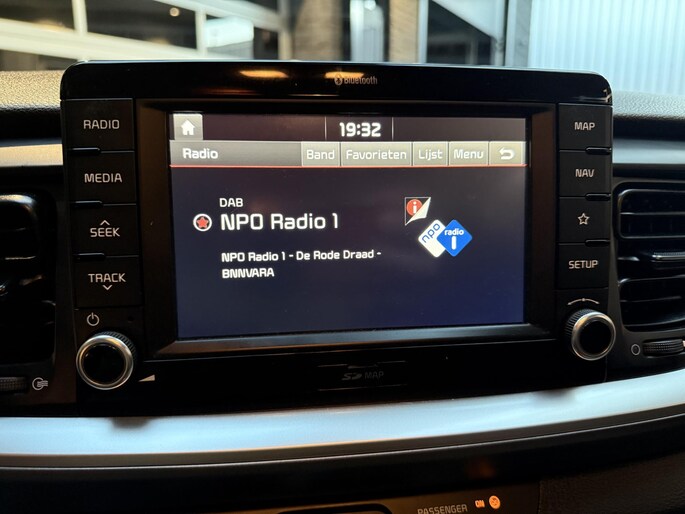 Bluetooth
RADIO
MEDIA
SEEK
TRACK
19:32
Radio
Band
Favorieten
Lijst
Menu
DAB
NPO Radio 1
NPO Radio 1 - De Rode Draad -
BNNVARA
i
npo
radio
1
MAP
NAV
SETUP
SD MAP
PASSENGER
ON